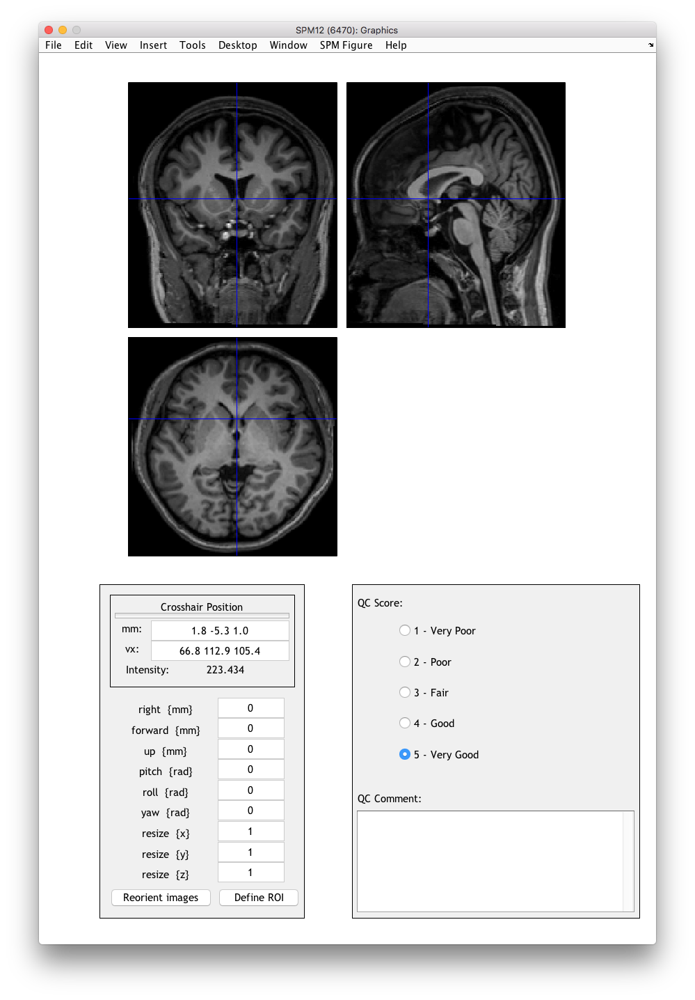 SPM12 (6470): Graphics
File Edit View Insert Tools Desktop Window SPM Figure Help
Crosshair Position
mm: 1.8 -5.3 1.0
vx: 66.8 112.9 105.4
Intensity: 223.434
right {mm} 0
forward {mm} 0
up {mm} 0
pitch {rad} 0
roll {rad} 0
yaw {rad} 0
resize {x} 1
resize {y} 1
resize {z} 1
Reorient images Define ROI
QC Score:
1 - Very Poor
2 - Poor
3 - Fair
4 - Good
5 - Very Good
QC Comment: